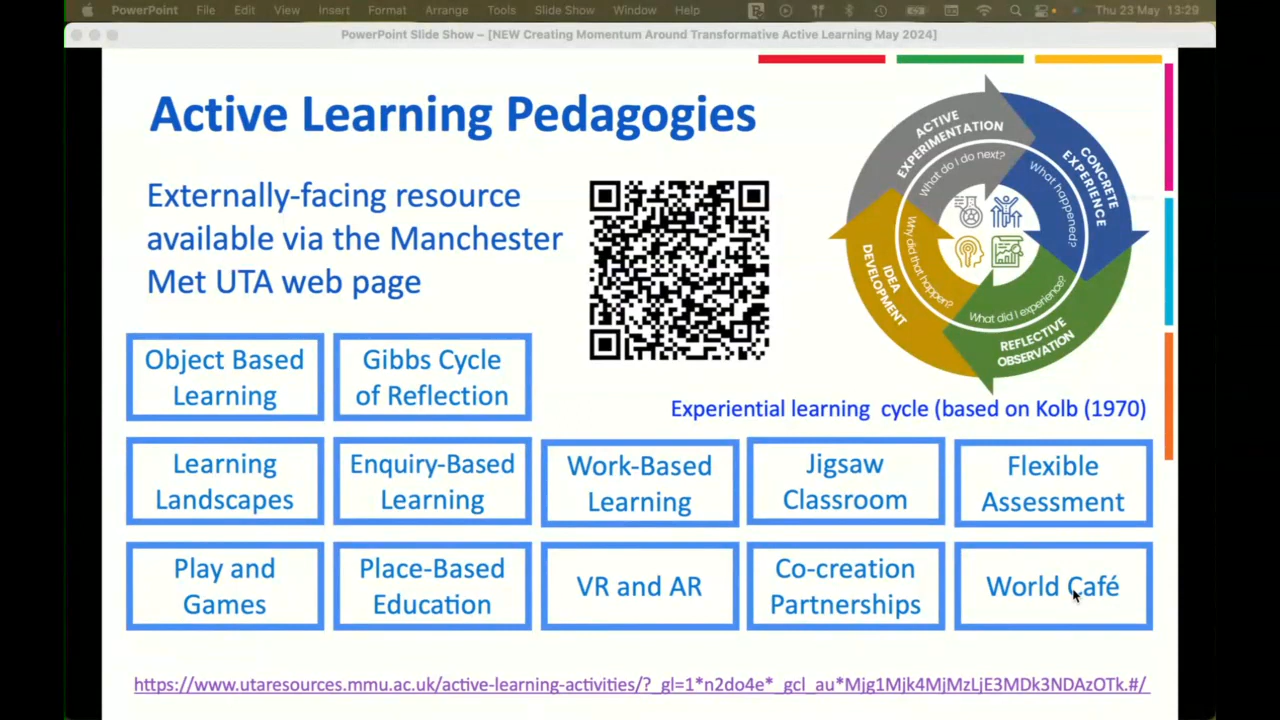 PowerPoint File Edit View Insert Format Arrange Tools Slide Show Window Help Thu 23 May 13:29
PowerPoint Slide Show – [NEW Creating Momentum Around Transformative Active Learning May 2024]
Active Learning Pedagogies
Externally-facing resource
available via the Manchester
Met UTA web page
ACTIVE
EXPERIMENTATION
What do I do next?
CONCRETE
EXPERIENCE
What happened?
REFLECTIVE
OBSERVATION
What did I experience?
IDEA
DEVELOPMENT
Why did that happen?
Experiential learning cycle (based on Kolb (1970)
Object Based
Learning
Gibbs Cycle
of Reflection
Learning
Landscapes
Enquiry-Based
Learning
Work-Based
Learning
Jigsaw
Classroom
Flexible
Assessment
Play and
Games
Place-Based
Education
VR and AR
Co-creation
Partnerships
World Café
https://www.utaresources.mmu.ac.uk/active-learning-activities/?_gl=1*n2do4e*_gcl_au*Mjg1Mjk4MjMzLjE3MDk3NDAzOTk.#/